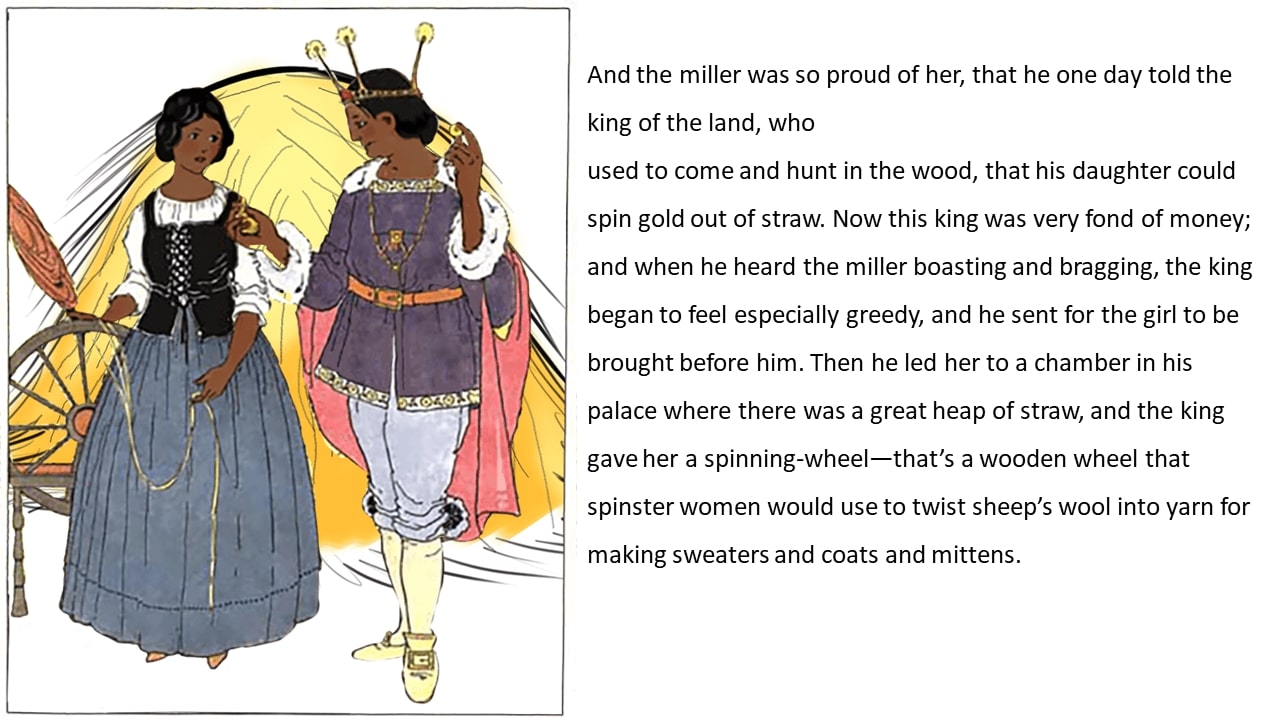 And the miller was so proud of her, that he one day told the
king of the land, who
used to come and hunt in the wood, that his daughter could
spin gold out of straw. Now this king was very fond of money;
and when he heard the miller boasting and bragging, the king
began to feel especially greedy, and he sent for the girl to be
brought before him. Then he led her to a chamber in his
palace where there was a great heap of straw, and the king
gave her a spinning-wheel—that’s a wooden wheel that
spinster women would use to twist sheep’s wool into yarn for
making sweaters and coats and mittens.